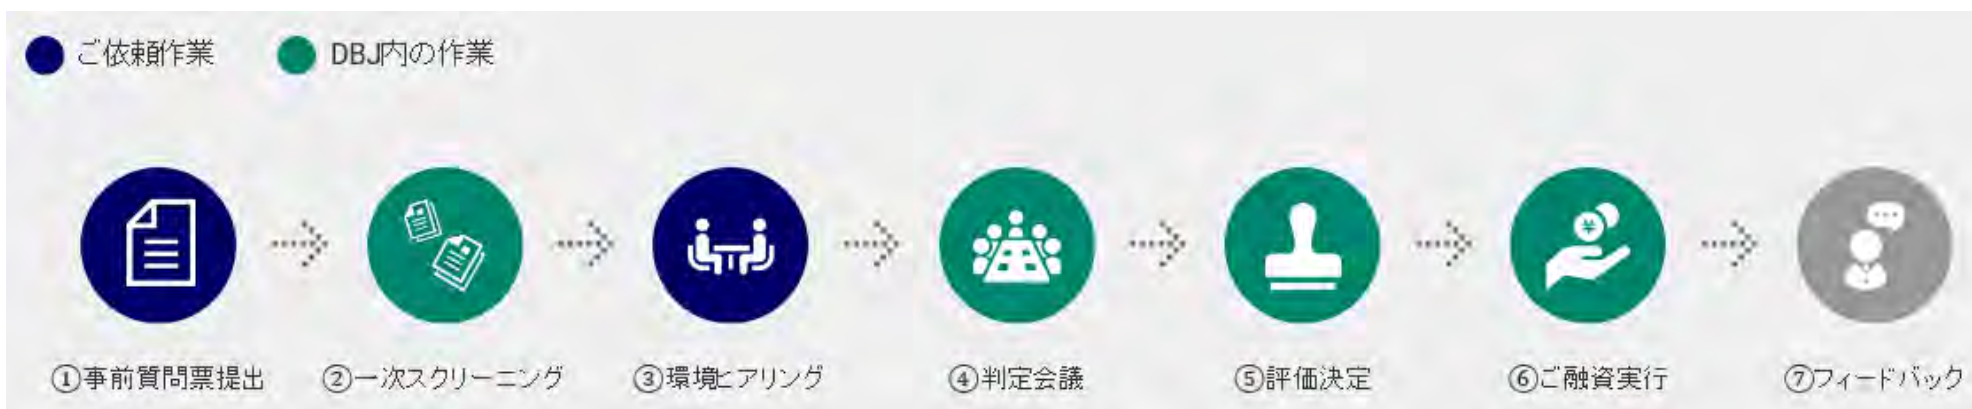 ご依頼作業 DBJ内の作業
¥
①事前質問票提出 ②一次スクリーニング ③環境ヒアリング ④判定会議 ⑤評価決定 ⑥ご融資実行 ⑦フィードバック